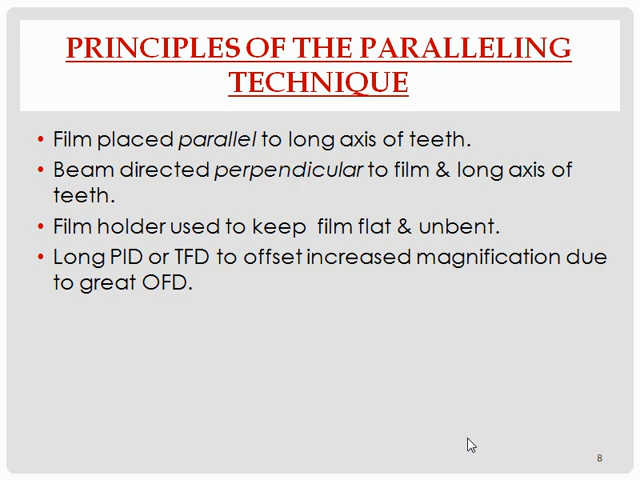 PRINCIPLES OF THE PARALLELING
TECHNIQUE
• Film placed parallel to long axis of teeth.
• Beam directed perpendicular to film & long axis of
teeth.
• Film holder used to keep film flat & unbent.
• Long PID or TFD to offset increased magnification due
to great OFD.
8